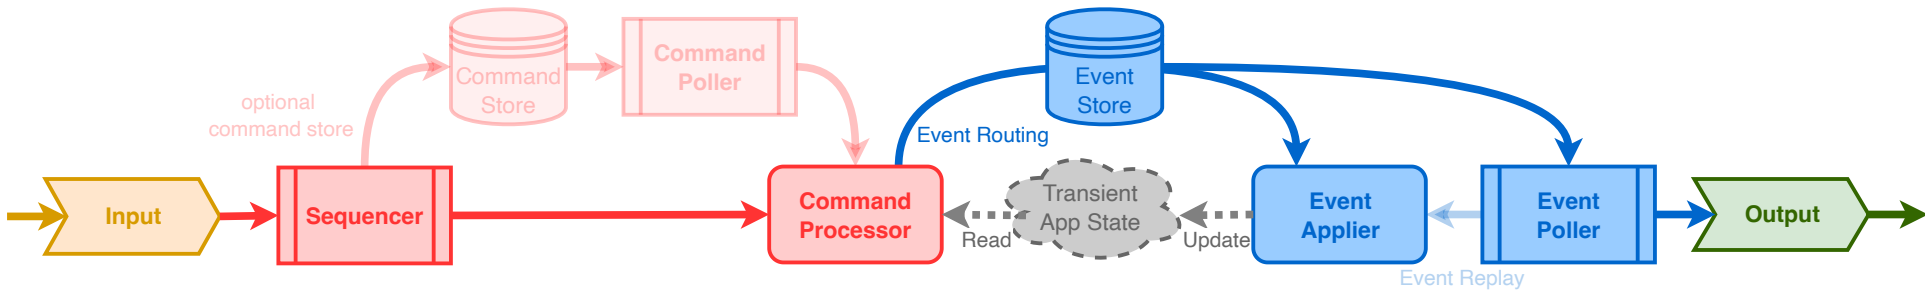 optional
command store
Command
Store
Command
Poller
Event
Store
Event Routing
Input
Sequencer
Command
Processor
Read
Transient
App State
Update
Event
Applier
Event Replay
Event
Poller
Output